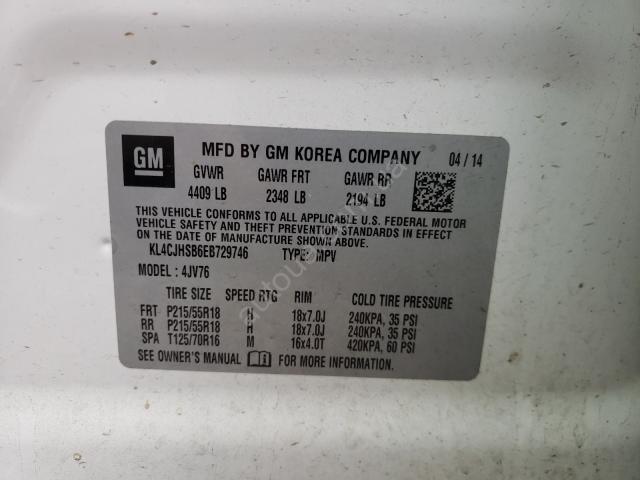 GM MFD BY GM KOREA COMPANY 04 / 14
GVWR GAWR FRT GAWR RR
4409 LB 2348 LB 2194 LB
THIS VEHICLE CONFORMS TO ALL APPLICABLE U.S. FEDERAL MOTOR
VEHICLE SAFETY AND THEFT PREVENTION STANDARDS IN EFFECT ON THE
DATE OF MANUFACTURE SHOWN ABOVE.
KL4CJHSB6EB729746 TYPE: MPV
MODEL : 4JV76
TIRE SIZE SPEED RTG RIM COLD TIRE PRESSURE
FRT P215/55R18 H 18x7.0J 240KPA, 35 PSI
RR P215/55R18 H 18x7.0J 240KPA, 35 PSI
SPA T125/70R16 M 16x4.0T 420KPA, 60 PSI
SEE OWNER'S MANUAL FOR MORE INFORMATION.